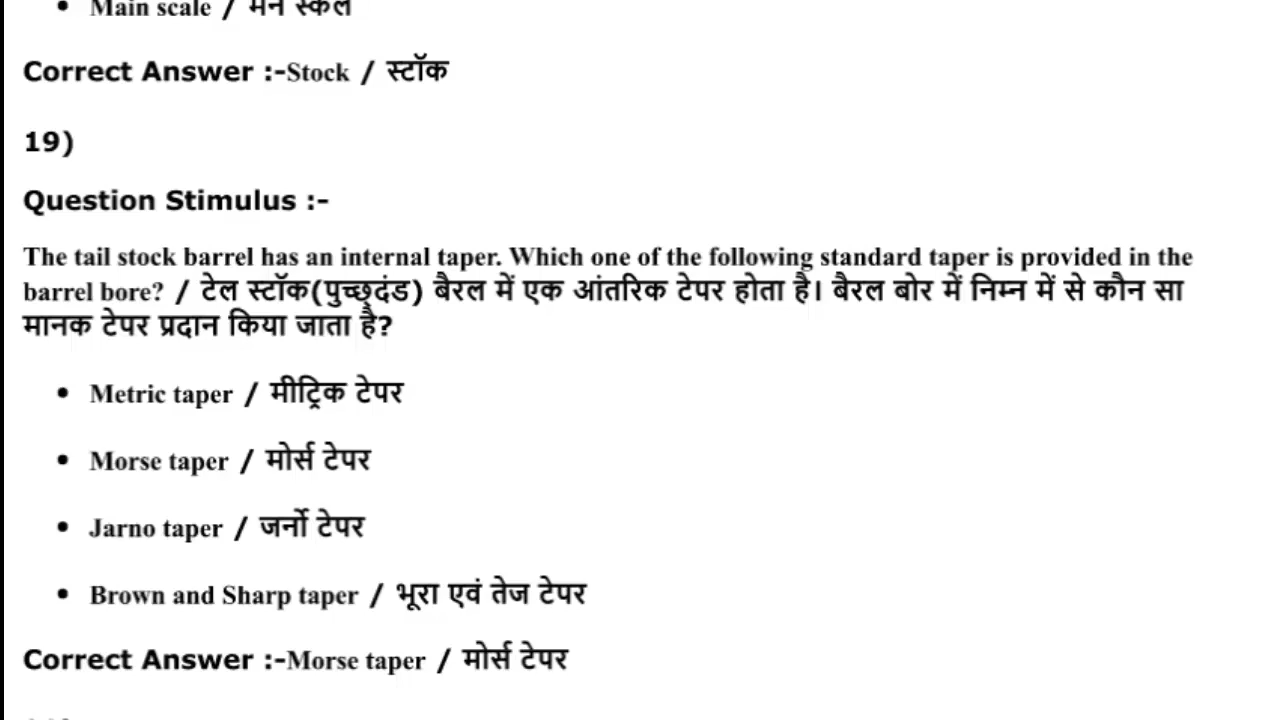 • Main scale / मेन स्केल
Correct Answer :-Stock / स्टॉक
19)
Question Stimulus :-
The tail stock barrel has an internal taper. Which one of the following standard taper is provided in the
barrel bore? / टेल स्टॉक(पुच्छ्दंड) बैरल में एक आंतरिक टेपर होता है। बैरल बोर में निम्न में से कौन सा
मानक टेपर प्रदान किया जाता है?
• Metric taper / मीट्रिक टेपर
• Morse taper / मोर्स टेपर
• Jarno taper / जर्नो टेपर
• Brown and Sharp taper / भूरा एवं तेज टेपर
Correct Answer :-Morse taper / मोर्स टेपर